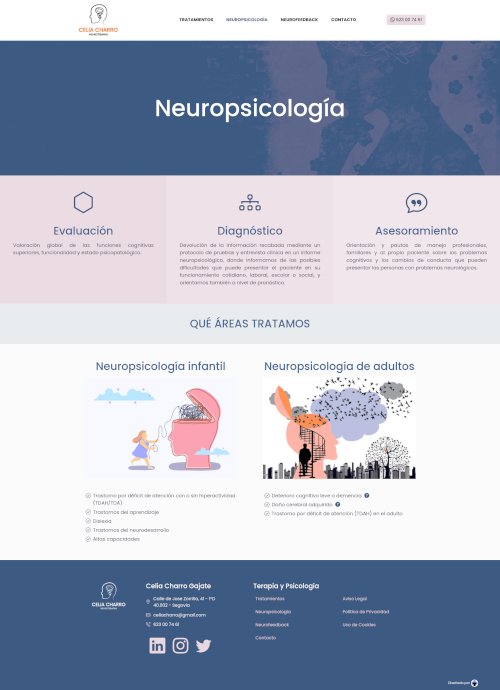 CELIA CHARRO
NEUROTERAPIAS
TRATAMIENTOS
NEUROPSICOLOGÍA
NEUROFEEDBACK
CONTACTO
623 00 74 61
Neuropsicología
Evaluación
Valoración global de las funciones cognitivas
superiores, funcionalidad y estado psicopatológico.
Diagnóstico
Devolución de la información recabada mediante un
protocolo de pruebas y entrevista clínica en un informe
neuropsicológico, donde informamos de las posibles
dificultades que puede presentar el paciente en su
funcionamiento cotidiano, laboral, escolar o social, y
orientamos también a nivel de pronóstico.
Asesoramiento
Orientación y pautas de manejo profesionales,
familiares y al propio paciente sobre los problemas
cognitivos y los cambios de conducta que pueden
presentar las personas con problemas neurológicos.
QUÉ ÁREAS TRATAMOS
Neuropsicología infantil
Trastorno por déficit de atención con o sin hiperactividad
(TDAH/TDA)
Trastornos del aprendizaje
Dislexia
Trastornos del neurodesarrollo
Altas capacidades
Neuropsicología de adultos
Deterioro cognitivo leve o demencia
Daño cerebral adquirido
Trastorno por déficit de atención (TDAH) en el adulto
CELIA CHARRO
Celia Charro Gajate
Calle de Jose Zorrilla, 41 - 1ºD
40.002 - Segovia
celiacharro@gmail.com
623 00 74 61
Terapia y Psicología
Tratamientos
Neuropsicología
Neurofeedback
Contacto
Aviso Legal
Política de Privacidad
Uso de Cookies
Diseñado por